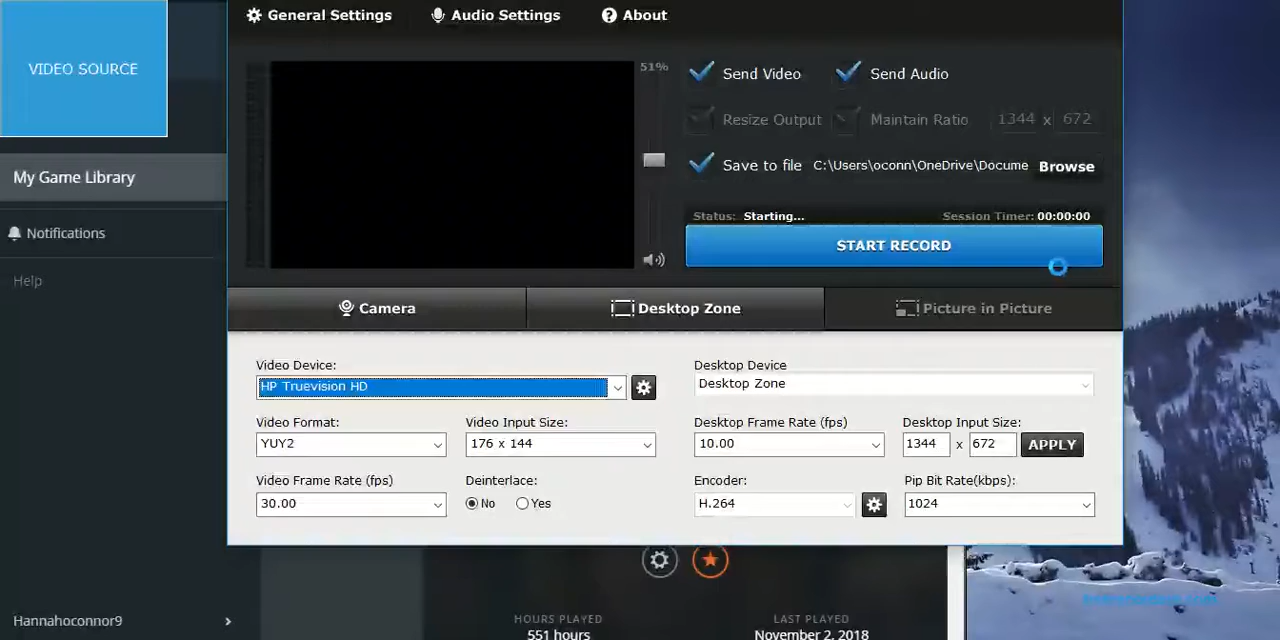 General Settings
Audio Settings
About
VIDEO SOURCE
51%
Send Video
Send Audio
Resize Output
Maintain Ratio
1344 x 672
Save to file
C:\Users\oconn\OneDrive\Docume
Browse
My Game Library
Status: Starting...
Session Timer: 00:00:00
Notifications
START RECORD
Help
Camera
Desktop Zone
Picture in Picture
Video Device:
HP Truevision HD
Desktop Device
Desktop Zone
Video Format:
YUY2
Video Input Size:
176 x 144
Desktop Frame Rate (fps)
10.00
Desktop Input Size:
1344 x 672
APPLY
Video Frame Rate (fps)
30.00
Deinterlace:
No Yes
Encoder:
H.264
Pip Bit Rate(kbps):
1024
Hannahoconnor9
HOURS PLAYED
551 hours
LAST PLAYED
November 2, 2018